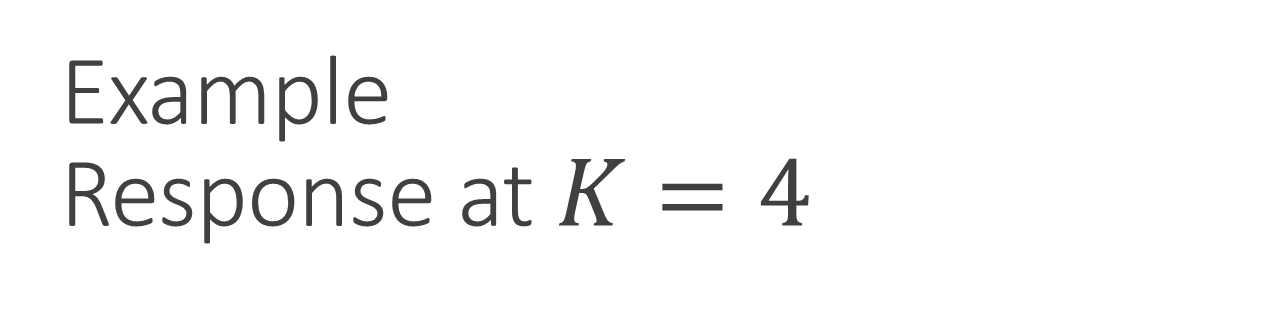 Example
Response at 𝐾 = 4